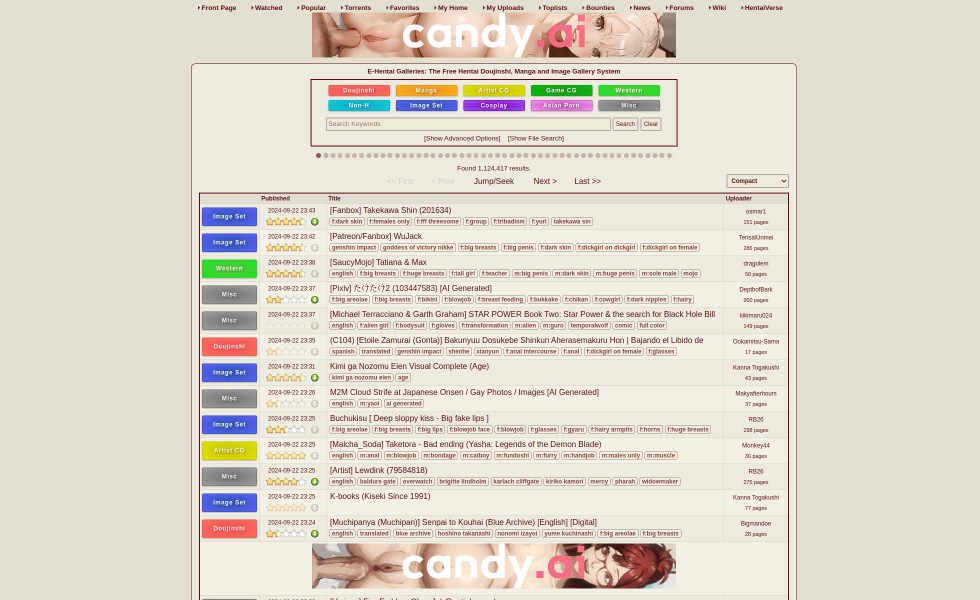 Front Page Watched Popular Torrents Favorites My Home My Uploads Toplists Bounties News Forums Wiki HentaiVerse
candy.ai
E-Hentai Galleries: The Free Hentai Doujinshi, Manga and Image Gallery System
Doujinshi Manga Artist CG Game CG Western
Non-H Image Set Cosplay Asian Porn Misc
Search Keywords Search Clear
[Show Advanced Options] [Show File Search]
Found 1,124,417 results.
<< First < Prev Jump/Seek Next > Last >> Compact
Published Title Uploader
Image Set 2024-09-22 23:43 [Fanbox] Takekawa Shin (201634) osmar1
f:dark skin f:females only f:fff threesome f:group f:tribadism f:yuri takekawa sin 151 pages
Image Set 2024-09-22 23:42 [Patreon/Fanbox] WuJack TensaiUnmei
genshin impact goddess of victory nikke f:big breasts f:big penis f:dark skin f:dickgirl on dickgirl f:dickgirl on female 286 pages
Western 2024-09-22 23:38 [SaucyMojo] Tatiana & Max dragolem
english f:big breasts f:huge breasts f:tall girl f:teacher m:big penis m:dark skin m:huge penis m:sole male mojo 50 pages
Misc 2024-09-22 23:37 [Pixiv] たけたけ2 (103447583) [AI Generated] DepthofBark
f:big areolae f:big breasts f:bikini f:blowjob f:breast feeding f:bukkake f:chikan f:cowgirl f:dark nipples f:hairy 950 pages
Misc 2024-09-22 23:37 [Michael Terracciano & Garth Graham] STAR POWER Book Two: Star Power & the search for Black Hole Bill kikimaru024
english f:alien girl f:bodysuit f:gloves f:transformation m:alien m:guro temporalwolf comic full color 149 pages
Doujinshi 2024-09-22 23:35 (C104) [Etoile Zamurai (Gonta)] Bakunyuu Dosukebe Shinkun Aherasemakuru Hon | Bajando el Libido de Ookamitsu-Sama
spanish translated genshin impact shenhe xianyun f:anal intercourse f:anal f:dickgirl on female f:glasses 17 pages
Image Set 2024-09-22 23:31 Kimi ga Nozomu Eien Visual Complete (Age) Kanna Togakushi
kimi ga nozomu eien age 43 pages
Misc 2024-09-22 23:26 M2M Cloud Strife at Japanese Onsen / Gay Photos / Images [AI Generated] Makyafterhours
english m:yaoi ai generated 37 pages
Image Set 2024-09-22 23:25 Buchukisu [ Deep sloppy kiss - Big fake lips ] RB26
f:big areolae f:big breasts f:big lips f:blowjob face f:blowjob f:glasses f:gyaru f:hairy armpits f:horns f:huge breasts 298 pages
Artist CG 2024-09-22 23:25 [Malcha_Soda] Taketora - Bad ending (Yasha: Legends of the Demon Blade) Monkey44
english m:anal m:blowjob m:bondage m:catboy m:fundoshi m:furry m:handjob m:males only m:muscle 30 pages
Misc 2024-09-22 23:25 [Artist] Lewdink (79584818) RB26
english baldurs gate overwatch brigitte lindholm karlach cliffgate kiriko kamori mercy pharah widowmaker 275 pages
Image Set 2024-09-22 23:25 K-books (Kiseki Since 1991) Kanna Togakushi
77 pages
Doujinshi 2024-09-22 23:24 [Muchipanya (Muchipan)] Senpai to Kouhai (Blue Archive) [English] [Digital] Bigmandoe
english translated blue archive hoshino takanashi nonomi izayoi yume kuchinashi f:big areolae f:big breasts 28 pages
candy.ai